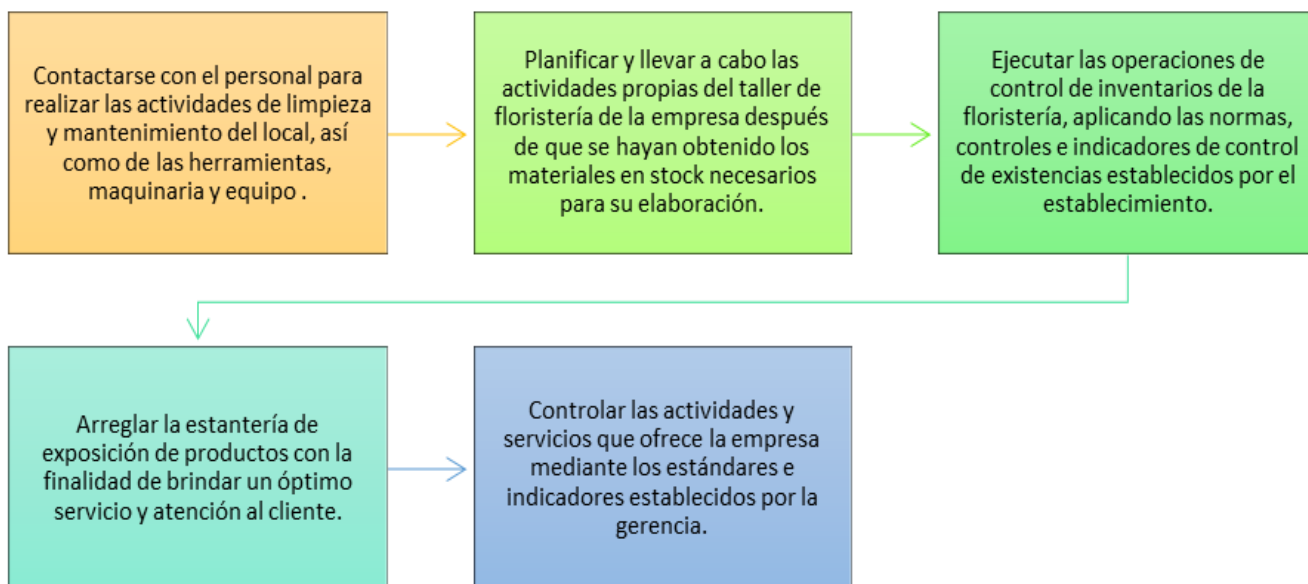 Contactarse con el personal para
realizar las actividades de limpieza
y mantenimiento del local, así
como de las herramientas,
maquinaria y equipo .
Planificar y llevar a cabo las
actividades propias del taller de
floristería de la empresa después
de que se hayan obtenido los
materiales en stock necesarios
para su elaboración.
Ejecutar las operaciones de
control de inventarios de la
floristería, aplicando las normas,
controles e indicadores de control
de existencias establecidos por el
establecimiento.
Arreglar la estantería de
exposición de productos con la
finalidad de brindar un óptimo
servicio y atención al cliente.
Controlar las actividades y
servicios que ofrece la empresa
mediante los estándares e
indicadores establecidos por la
gerencia.